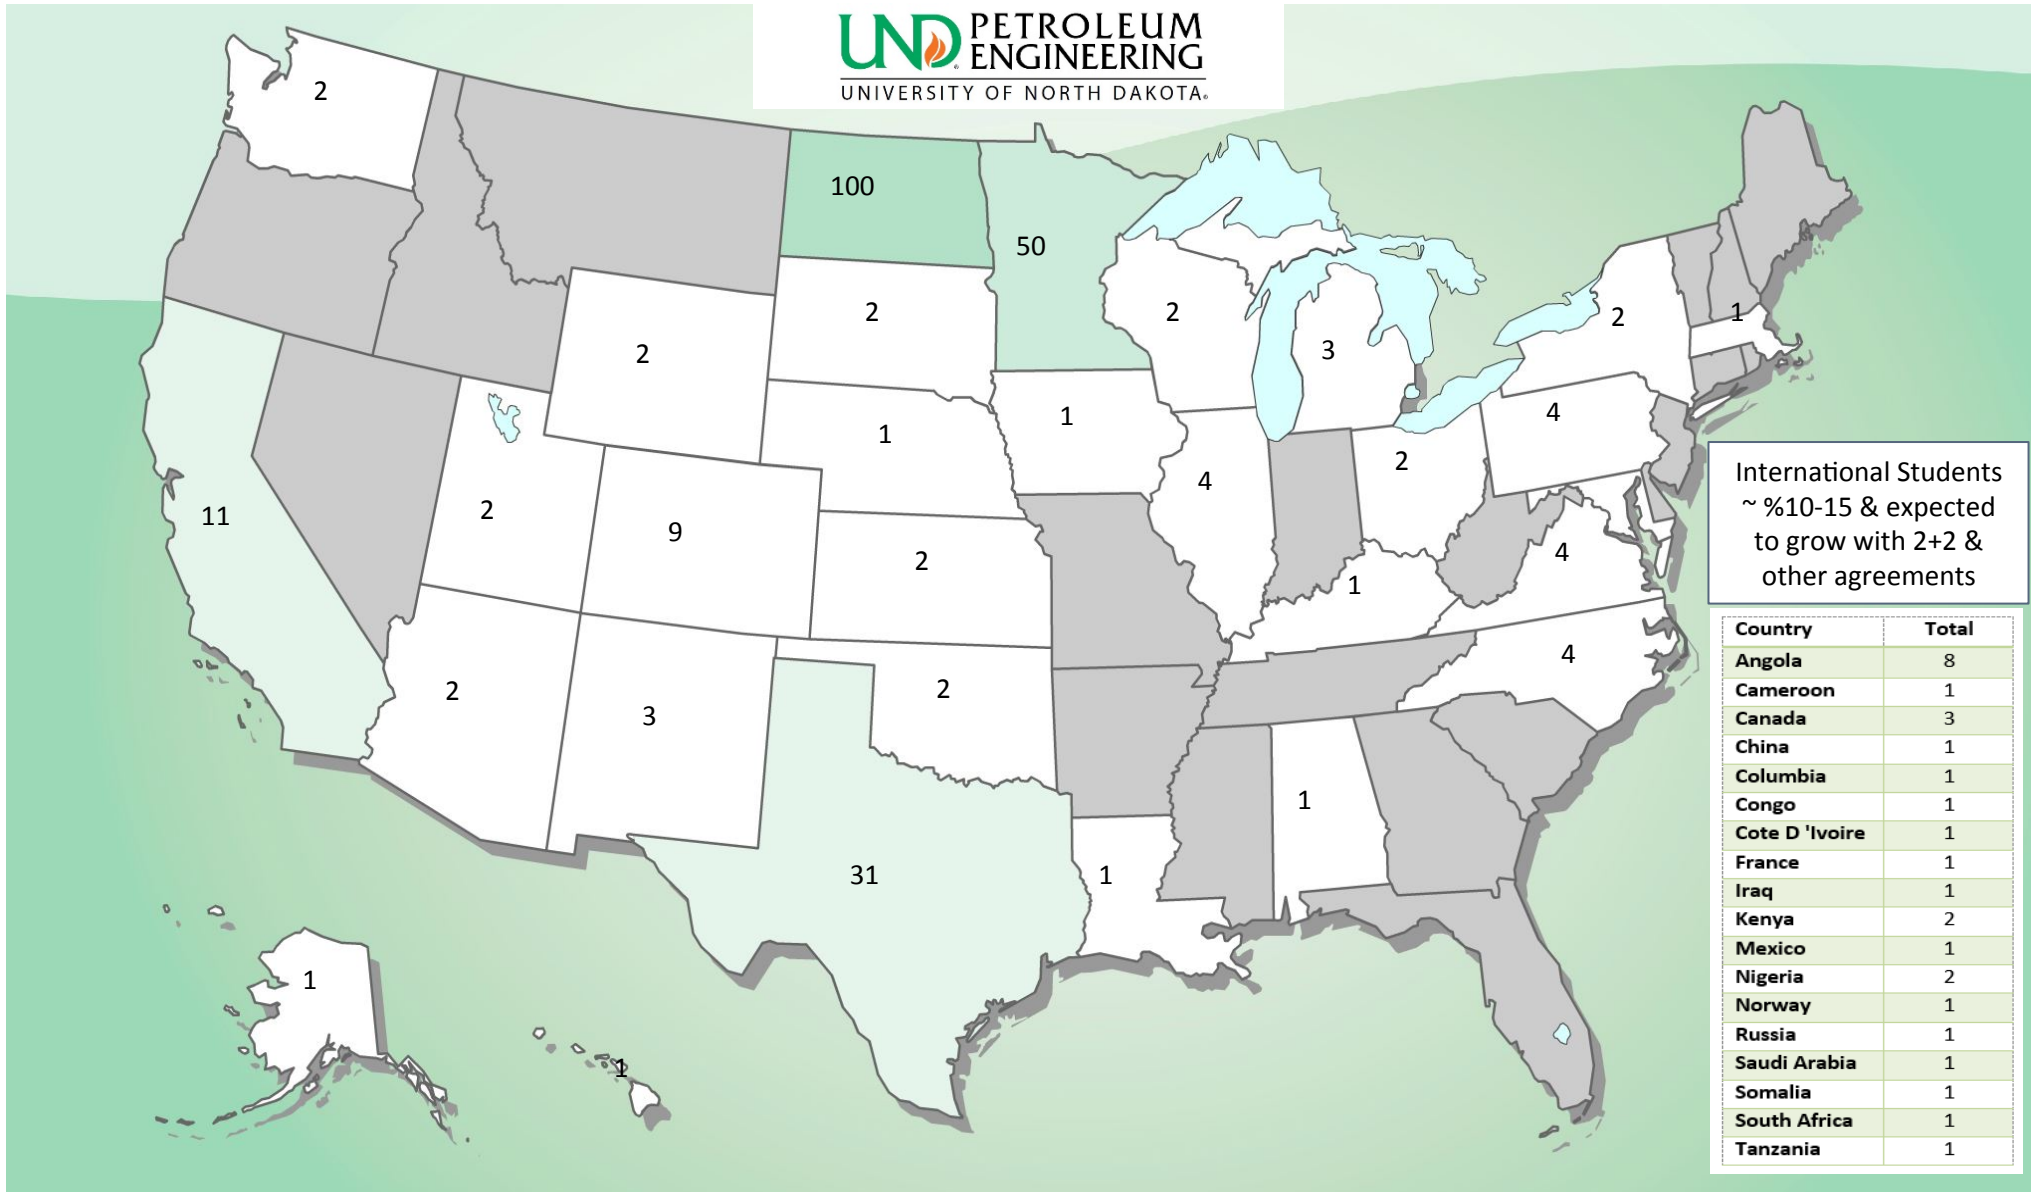 UND PETROLEUM
ENGINEERING
UNIVERSITY OF NORTH DAKOTA®
2
100
50
2
2
2
2
3
1
2
1
1
4
4
2
11
2
9
2
4
1
4
2
3
2
1
31
1
1
1
International Students
~ %10-15 & expected
to grow with 2+2 &
other agreements
Country Total
Angola 8
Cameroon 1
Canada 3
China 1
Columbia 1
Congo 1
Cote D 'Ivoire 1
France 1
Iraq 1
Kenya 2
Mexico 1
Nigeria 2
Norway 1
Russia 1
Saudi Arabia 1
Somalia 1
South Africa 1
Tanzania 1